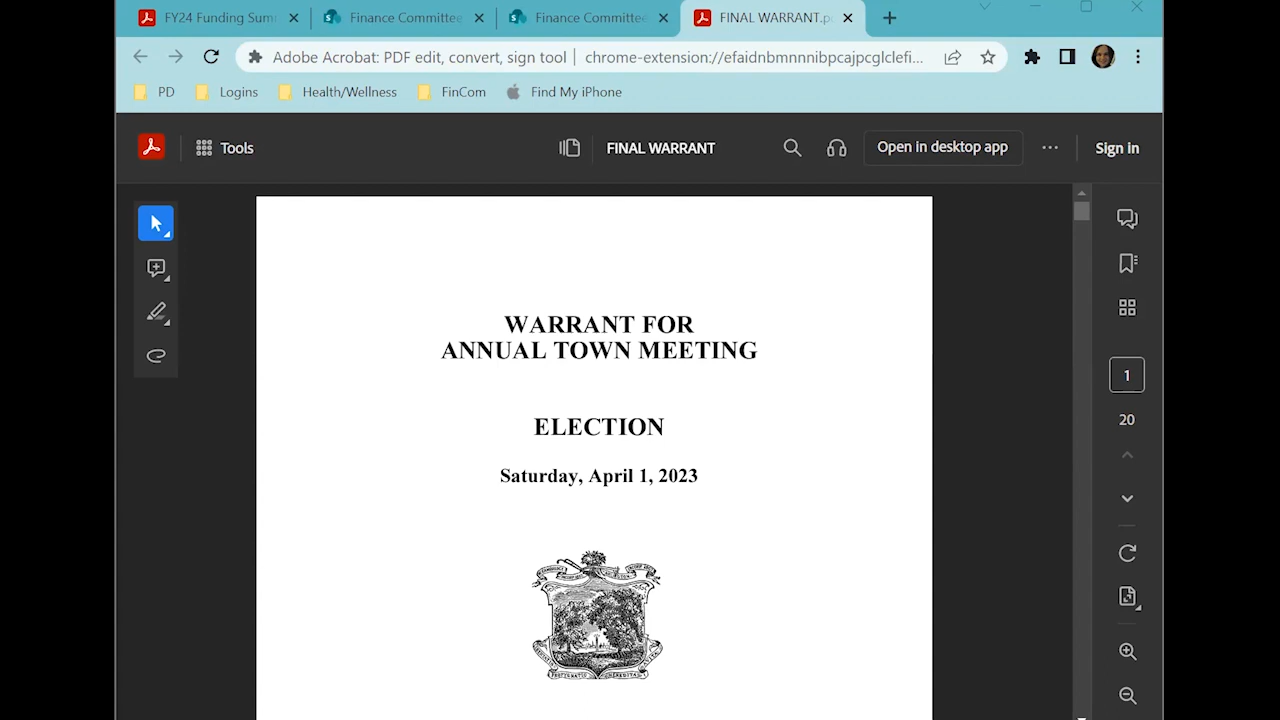 FY24 Funding Sum
Finance Committee
Finance Committee
FINAL WARRANT.p
Adobe Acrobat: PDF edit, convert, sign tool | chrome-extension://efaidnbmnnnibpcajpcglclefi...
PD
Logins
Health/Wellness
FinCom
Find My iPhone
Tools
FINAL WARRANT
Open in desktop app
Sign in
WARRANT FOR
ANNUAL TOWN MEETING
ELECTION
Saturday, April 1, 2023
1
20